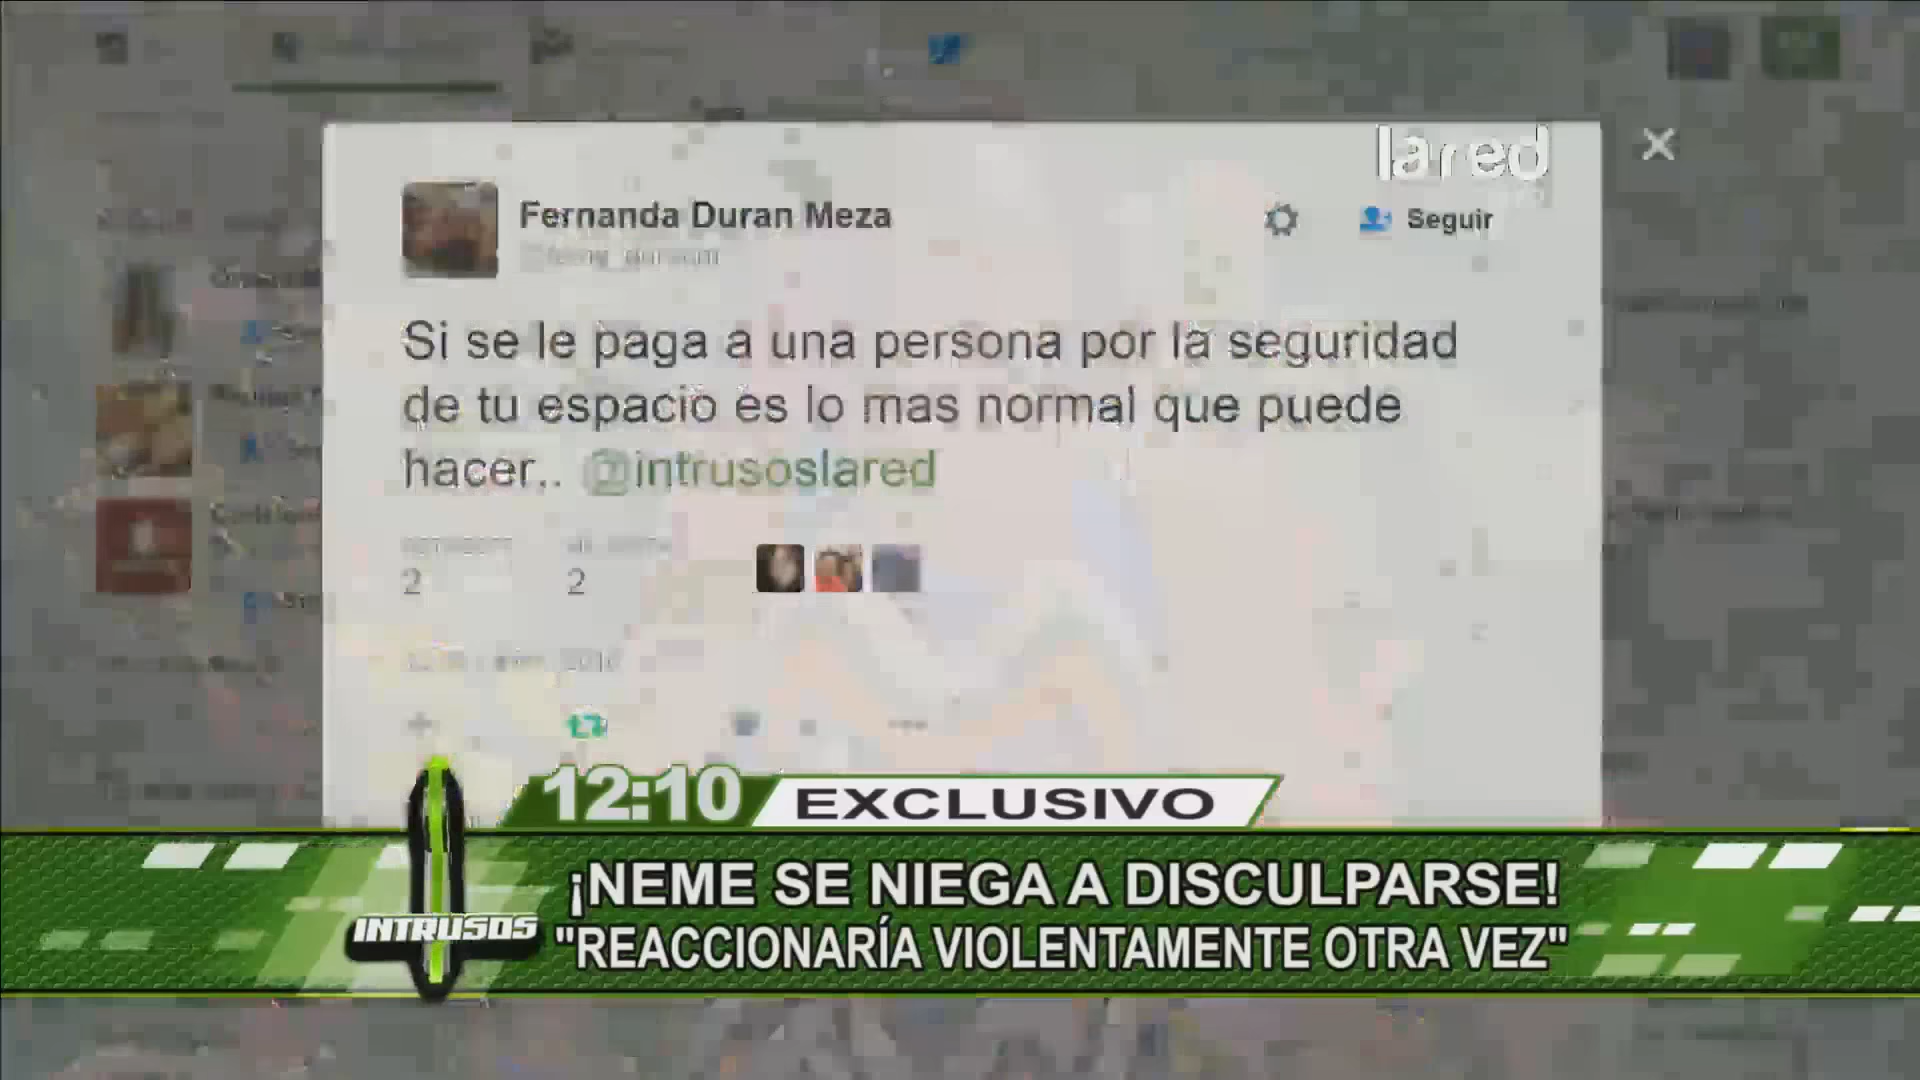 lared
Fernanda Duran Meza
Seguir
Si se le paga a una persona por la seguridad
de tu espacio es lo mas normal que puede
hacer.. @intrusoslared
2 2
12:10 EXCLUSIVO
¡NEME SE NIEGA A DISCULPARSE!
INTRUSOS
"REACCIONARÍA VIOLENTAMENTE OTRA VEZ"